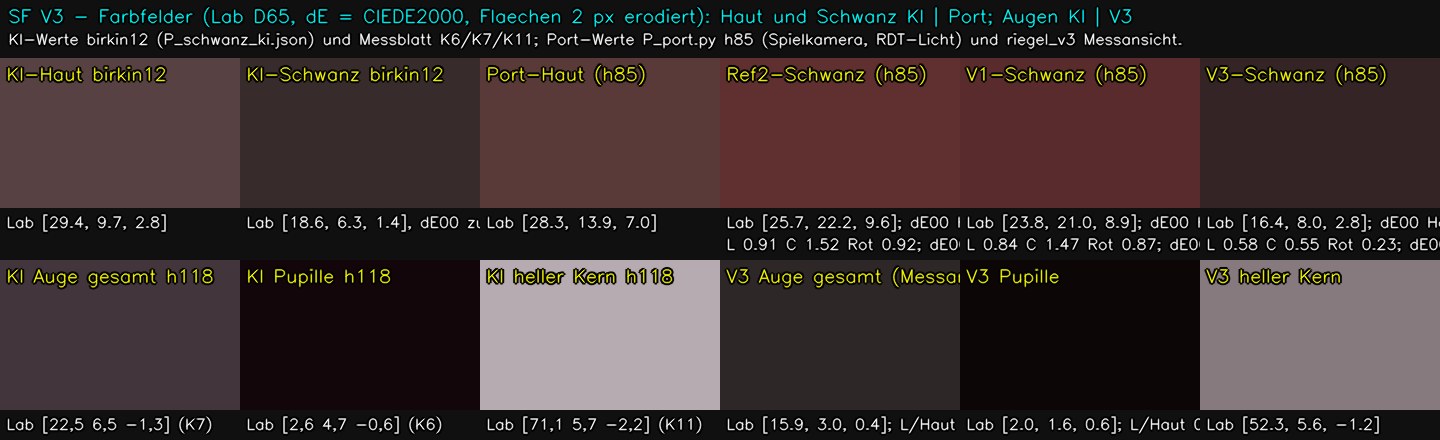 SF V3 – Farbfelder (Lab D65, dE = CIEDE2000, Flaechen 2 px erodiert): Haut und Schwanz KI | Port; Augen KI | V3
KI-Werte birkin12 (P_schwanz_ki.json) und Messblatt K6/K7/K11; Port-Werte P_port.py h85 (Spielkamera, RDT-Licht) und riegel_v3 Messansicht.
KI-Haut birkin12
KI-Schwanz birkin12
Port-Haut (h85)
Ref2-Schwanz (h85)
V1-Schwanz (h85)
V3-Schwanz (h85)
Lab [29.4, 9.7, 2.8]
Lab [18.6, 6.3, 1.4], dE00
Lab [28.3, 13.9, 7.0]
Lab [25.7, 22.2, 9.6]; dE00
Lab [23.8, 21.0, 8.9]; dE00
Lab [16.4, 8.0, 2.8]; dE00
L 0.91 C 1.52 Rot 0.92;
L 0.84 C 1.47 Rot 0.87;
L 0.58 C 0.55 Rot 0.23;
KI Auge gesamt h118
KI Pupille h118
KI heller Kern h118
V3 Auge gesamt
V3 Pupille
V3 heller Kern
Lab [22,5 6,5 -1,3] (K7)
Lab [2,6 4,7 -0,6] (K6)
Lab [71,1 5,7 -2,2] (K11)
Lab [15.9, 3.0, 0.4]; L/Haut
Lab [2.0, 1.6, 0.6]; L/Haut
Lab [52.3, 5.6, -1.2]